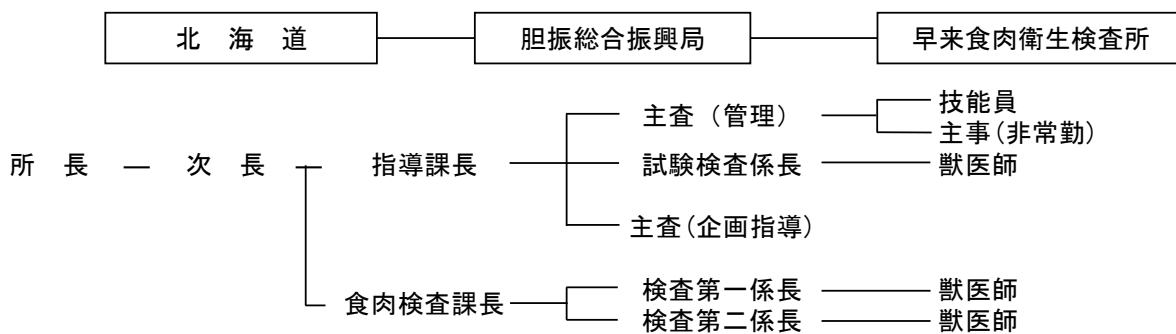 北 海 道 胆振総合振興局 早来食肉衛生検査所
技能員
主査(管理)
主事(非常勤)
所 長 ― 次 長 指導課長 試験検査係長 獣医師
主査(企画指導)
検査第一係長 獣医師
食肉検査課長
検査第二係長 獣医師